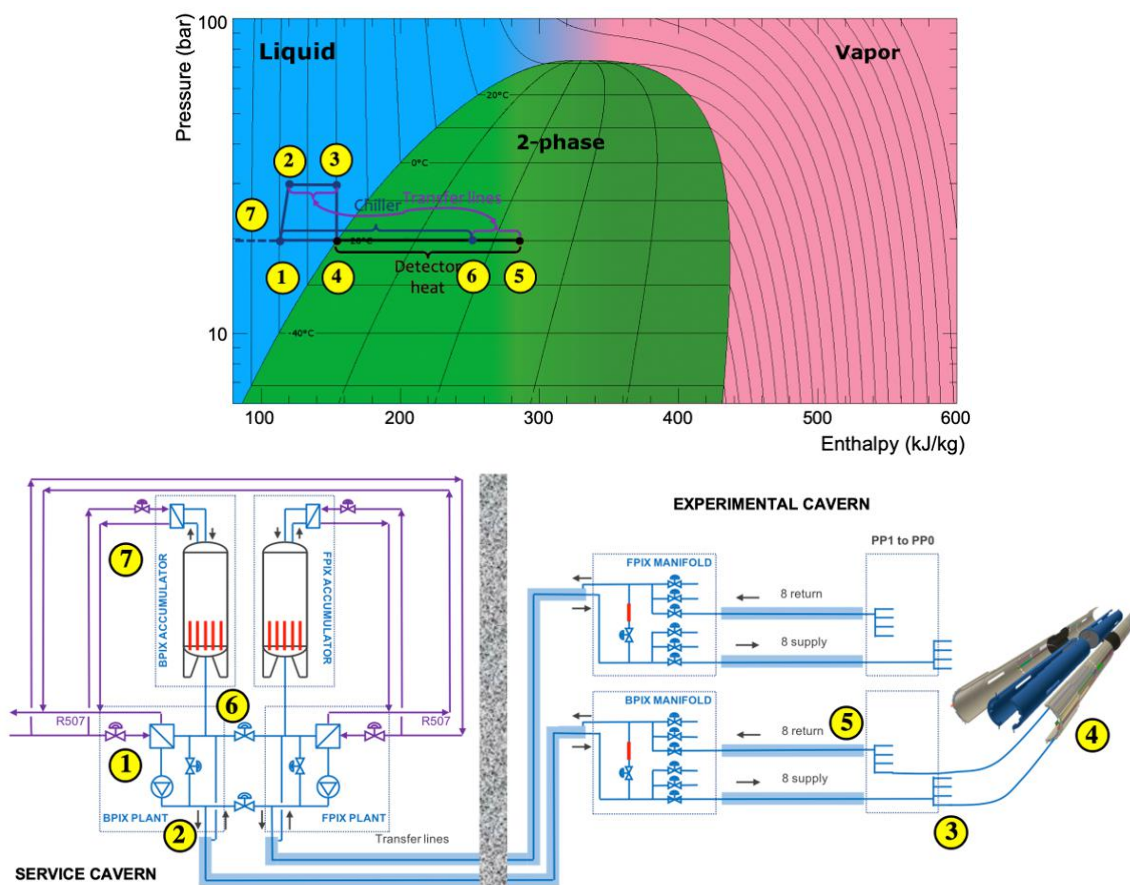 100
Pressure (bar)
Liquid
Vapor
-20°C
2-phase
0°C
2
3
Transfer lines
7
Chiller
1
4
Detector
heat
6
5
10
-40°C
100
200
300
400
500
600
Enthalpy (kJ/kg)
EXPERIMENTAL CAVERN
PP1 to PP0
BPIX ACCUMULATOR
FPIX ACCUMULATOR
7
FPIX MANIFOLD
8 return
8 supply
6
R507
R507
1
BPIX MANIFOLD
5
8 return
4
8 supply
3
BPIX PLANT
FPIX PLANT
2
Transfer lines
SERVICE CAVERN